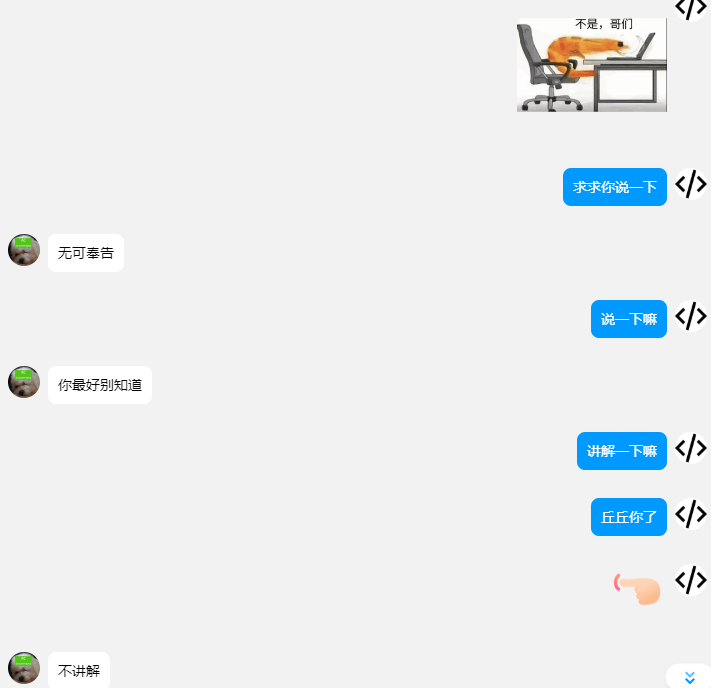 不是，哥们
求求你说一下
无可奉告
说一下嘛
你最好别知道
讲解一下嘛
丘丘你了
不讲解